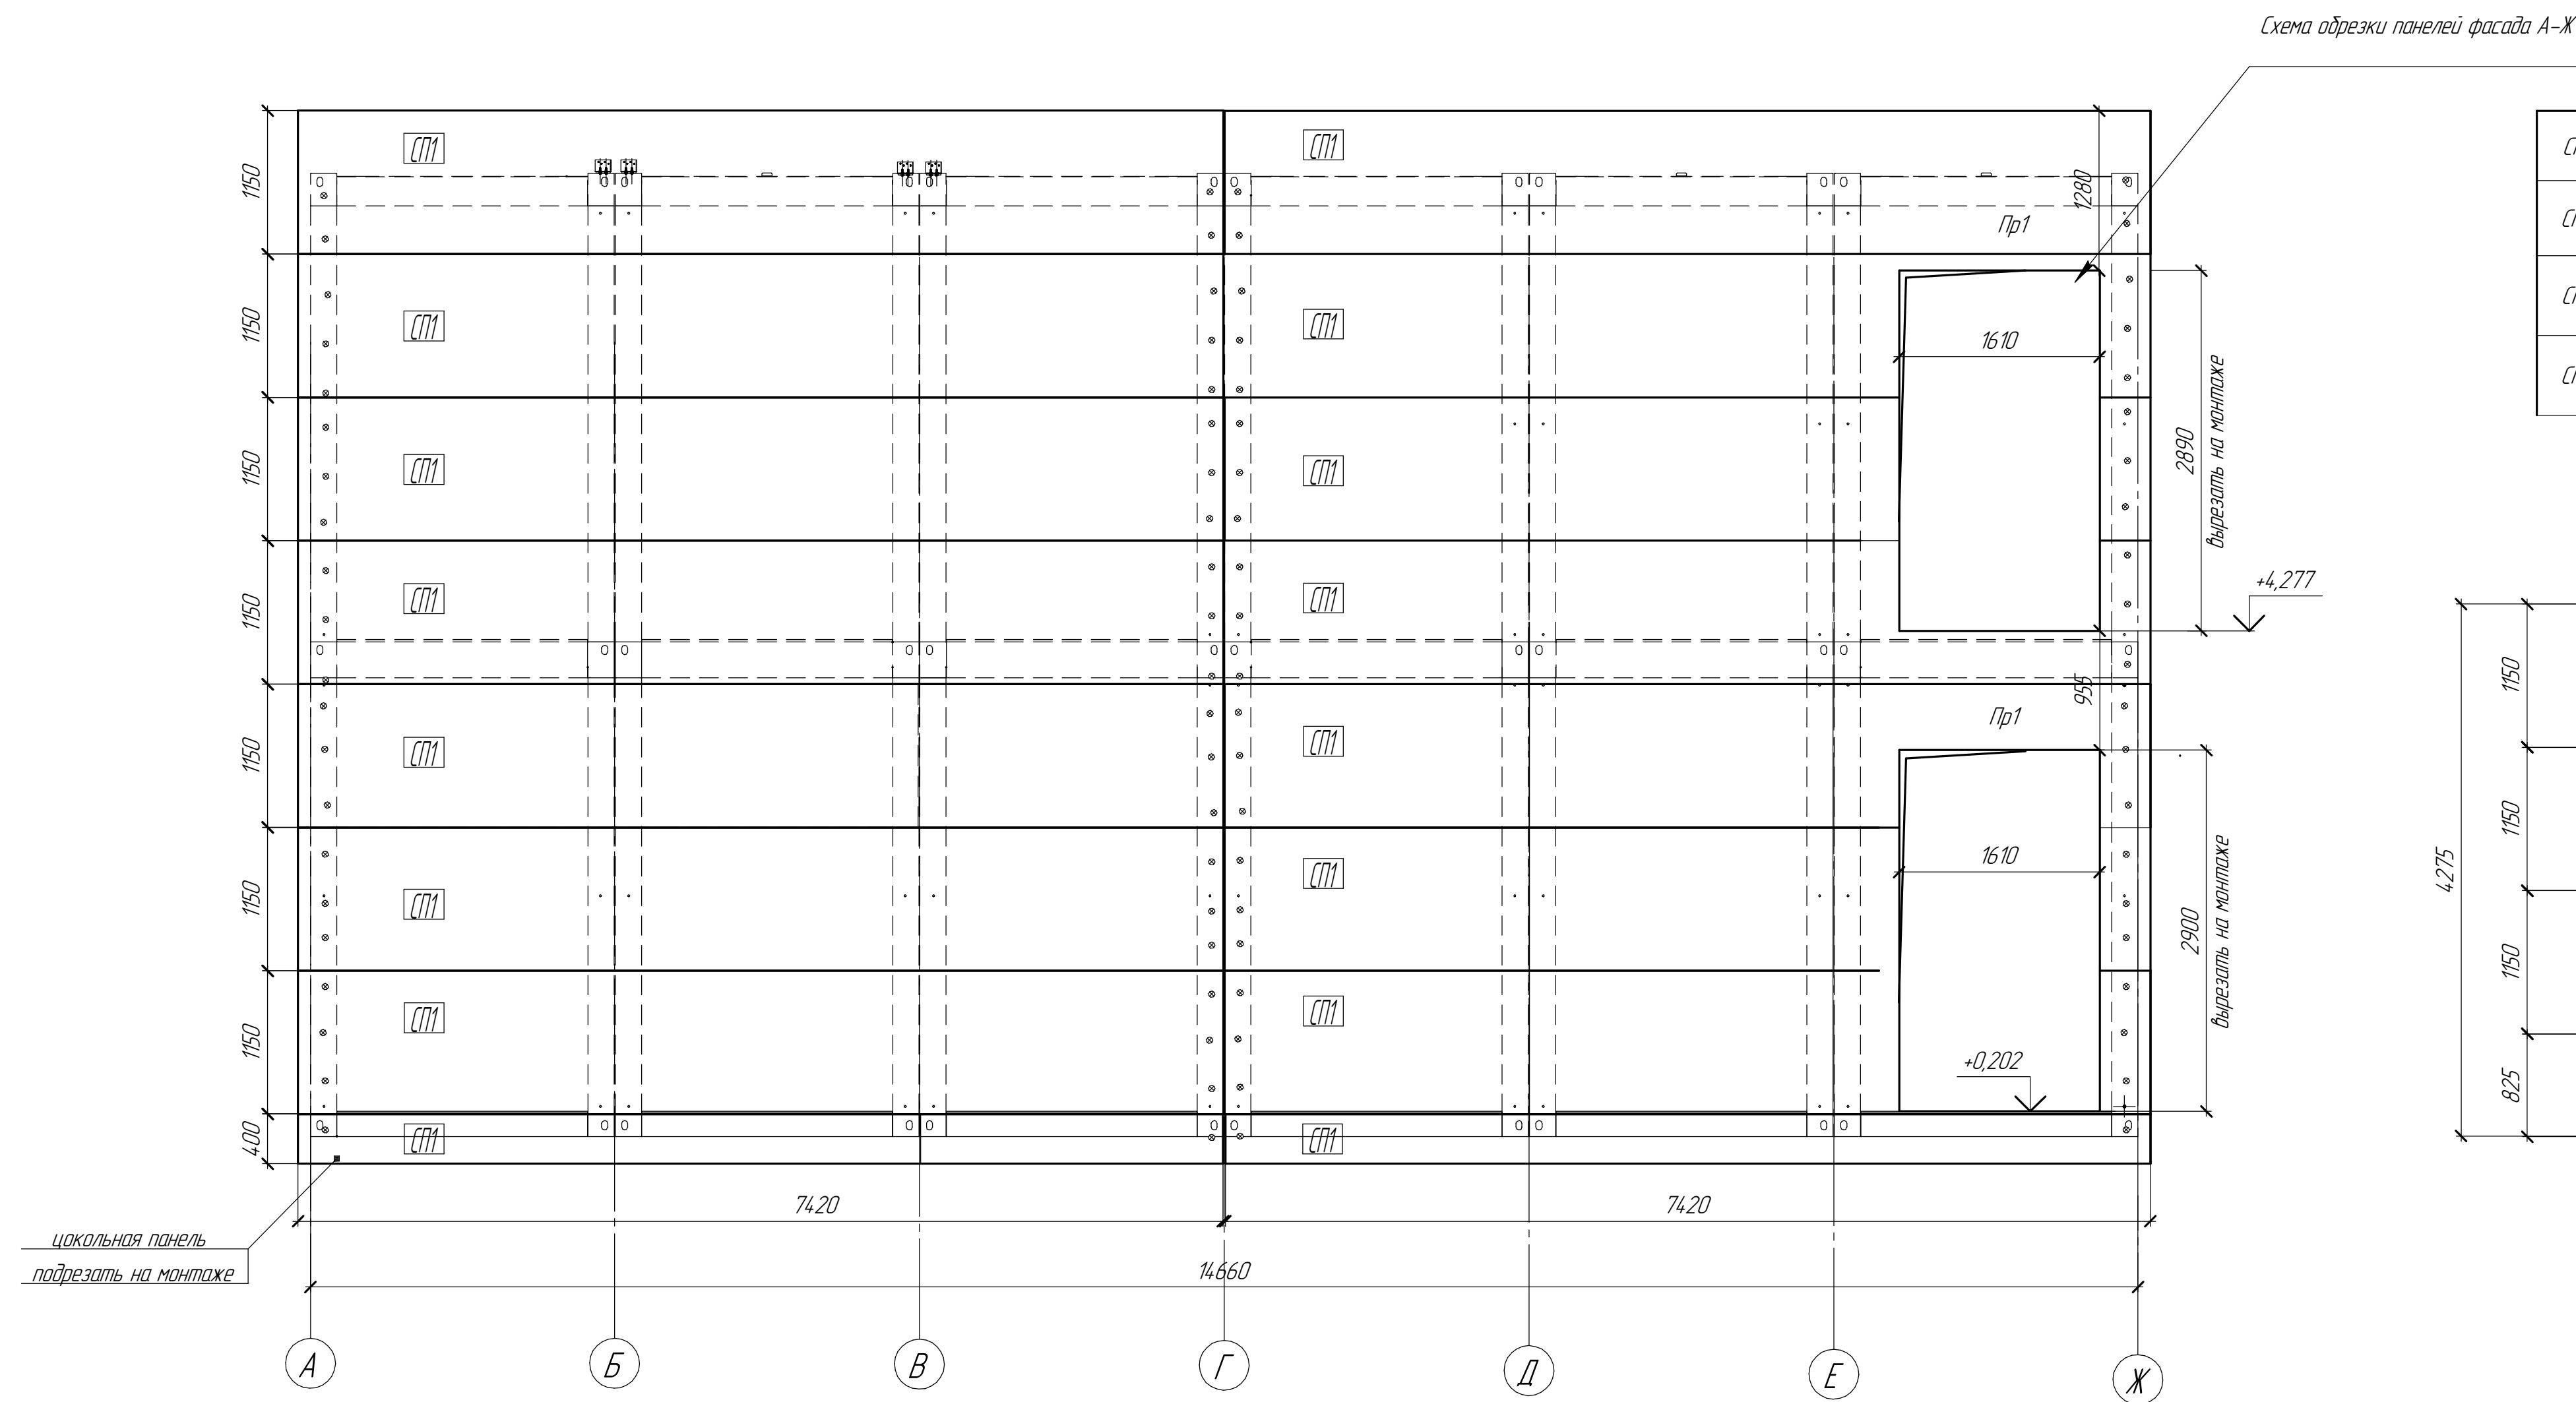 Схема обрезки панелей фасада А-Ж
СП1
СП1
1150
1280
Пр1
СП1
СП1
1150
1610
2890
вырезать на монтаже
СП1
СП1
1150
СП1
СП1
1150
+4,277
955
Пр1
1150
СП1
СП1
1150
СП1
СП1
1150
1610
2900
вырезать на монтаже
4275
1150
СП1
СП1
1150
1150
+0,202
825
СП1
СП1
400
7420
7420
цокольная панель
подрезать на монтаже
14660
А
Б
В
Г
Д
Е
Ж